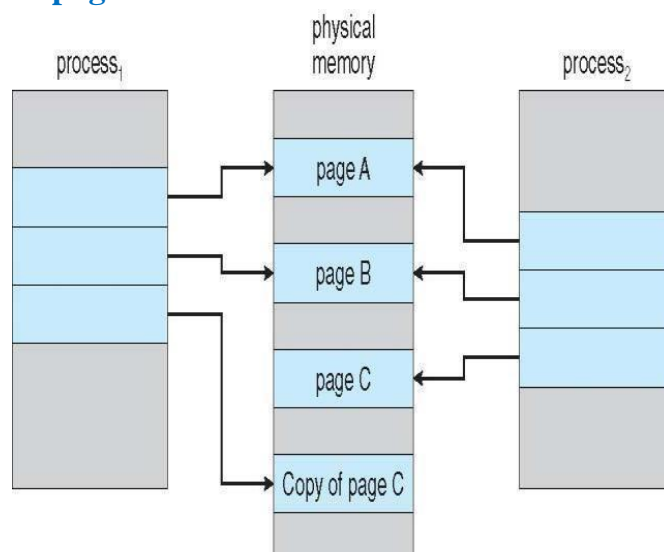 process₁
physical
memory
process₂
page A
page B
page C
Copy of page C